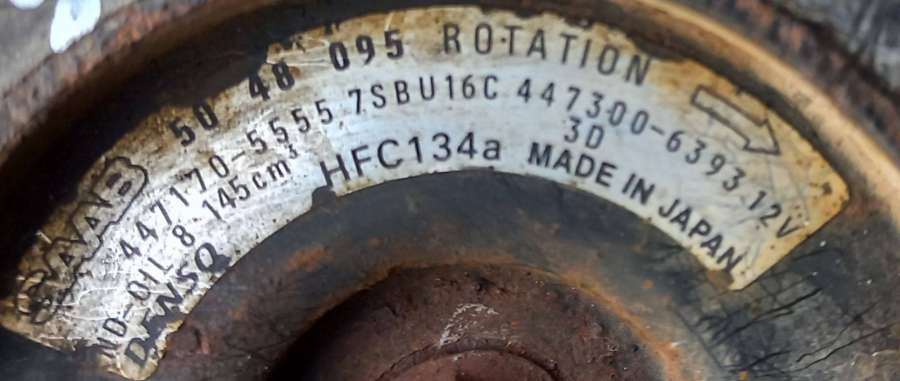 SAAB 50 48 095 ROTATION
447170-5555 7SBU16C 447300-6393 12V
ND-OIL 8 145cm³ 3D
DENSO HFC134a MADE IN JAPAN